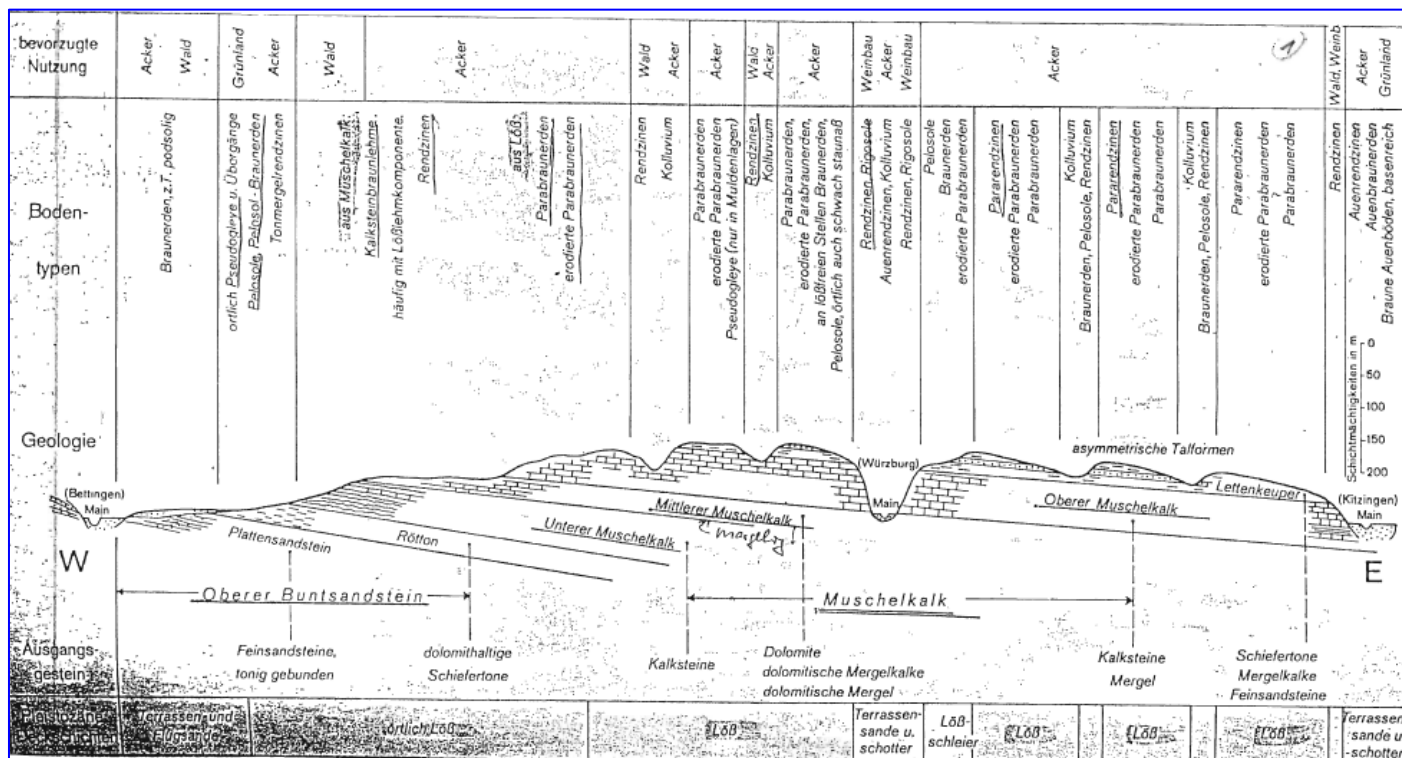 bevorzugte
Nutzung
Acker
Wald
Grünland
Acker
Wald
Acker
Wald
Acker
Acker
Wald
Acker
Acker
Weinbau
Acker
Weinbau
Acker
1
Wald, Weinb
Acker
Grünland
Boden-
typen
Braunerden, z.T. podsolig
örtlich Pseudogleye u. Überorgänge
Pelosole, Pelosol-Braunerden
Tonmergelrendzinen
aus Muschelkalk:
Kalksteinbraunlehme,
häufig mit Lößlehmkomponente,
Rendzinen
aus Löß:
Parabraunerden
erodierte Parabraunerden
Rendzinen
Kolluvium
Parabraunerden
erodierte Parabraunerden
Pseudogleye (nur in Muldenlagen)
Rendzinen
Kolluvium
Parabraunerden,
erodierte Parabraunerden,
an lößfreien Stellen Braunerden,
Pelosole, örtlich auch schwach staunaß
Rendzinen, Rigosole
Auenrendzinen, Kolluvium
Rendzinen, Rigosole
Pelosole
Braunerden
erodierte Parabraunerden
Pararendzinen
erodierte Parabraunerden
Parabraunerden
Kolluvium
Braunerden, Pelosole, Rendzinen
Pararendzinen
erodierte Parabraunerden
Parabraunerden
Kolluvium
Braunerden, Pelosole, Rendzinen
Pararendzinen
erodierte Parabraunerden
Parabraunerden
Rendzinen
Auenrendzinen
Auenbraunerden
Braune Auenböden, basenreich
Schichtmächtigkeiten in m
0
50
100
150
200
Geologie
asymmetrische Talformen
(Bettingen)
Main
(Würzburg)
Main
Lettenkeuper
(Kitzingen)
Main
W
Plattensandstein
Rötton
Unterer Muschelkalk
Mittlerer Muschelkalk
Oberer Muschelkalk
E
Oberer Buntsandstein
Muschelkalk
Ausgangs-
gestein
Feinsandsteine,
tonig gebunden
dolomithaltige
Schiefertone
Kalksteine
Dolomite
dolomitische Mergelkalke
dolomitische Mergel
Kalksteine
Mergel
Schiefertone
Mergelkalke
Feinsandsteine
Pleistozäne
Deckschichten
Terrassen- und
Flugsande
örtlich Löß
Löß
Terrassen-
sande u.
schotter
Löß-
schleier
Löß
Löß
Löß
Terrassen-
sande u.
-schotter